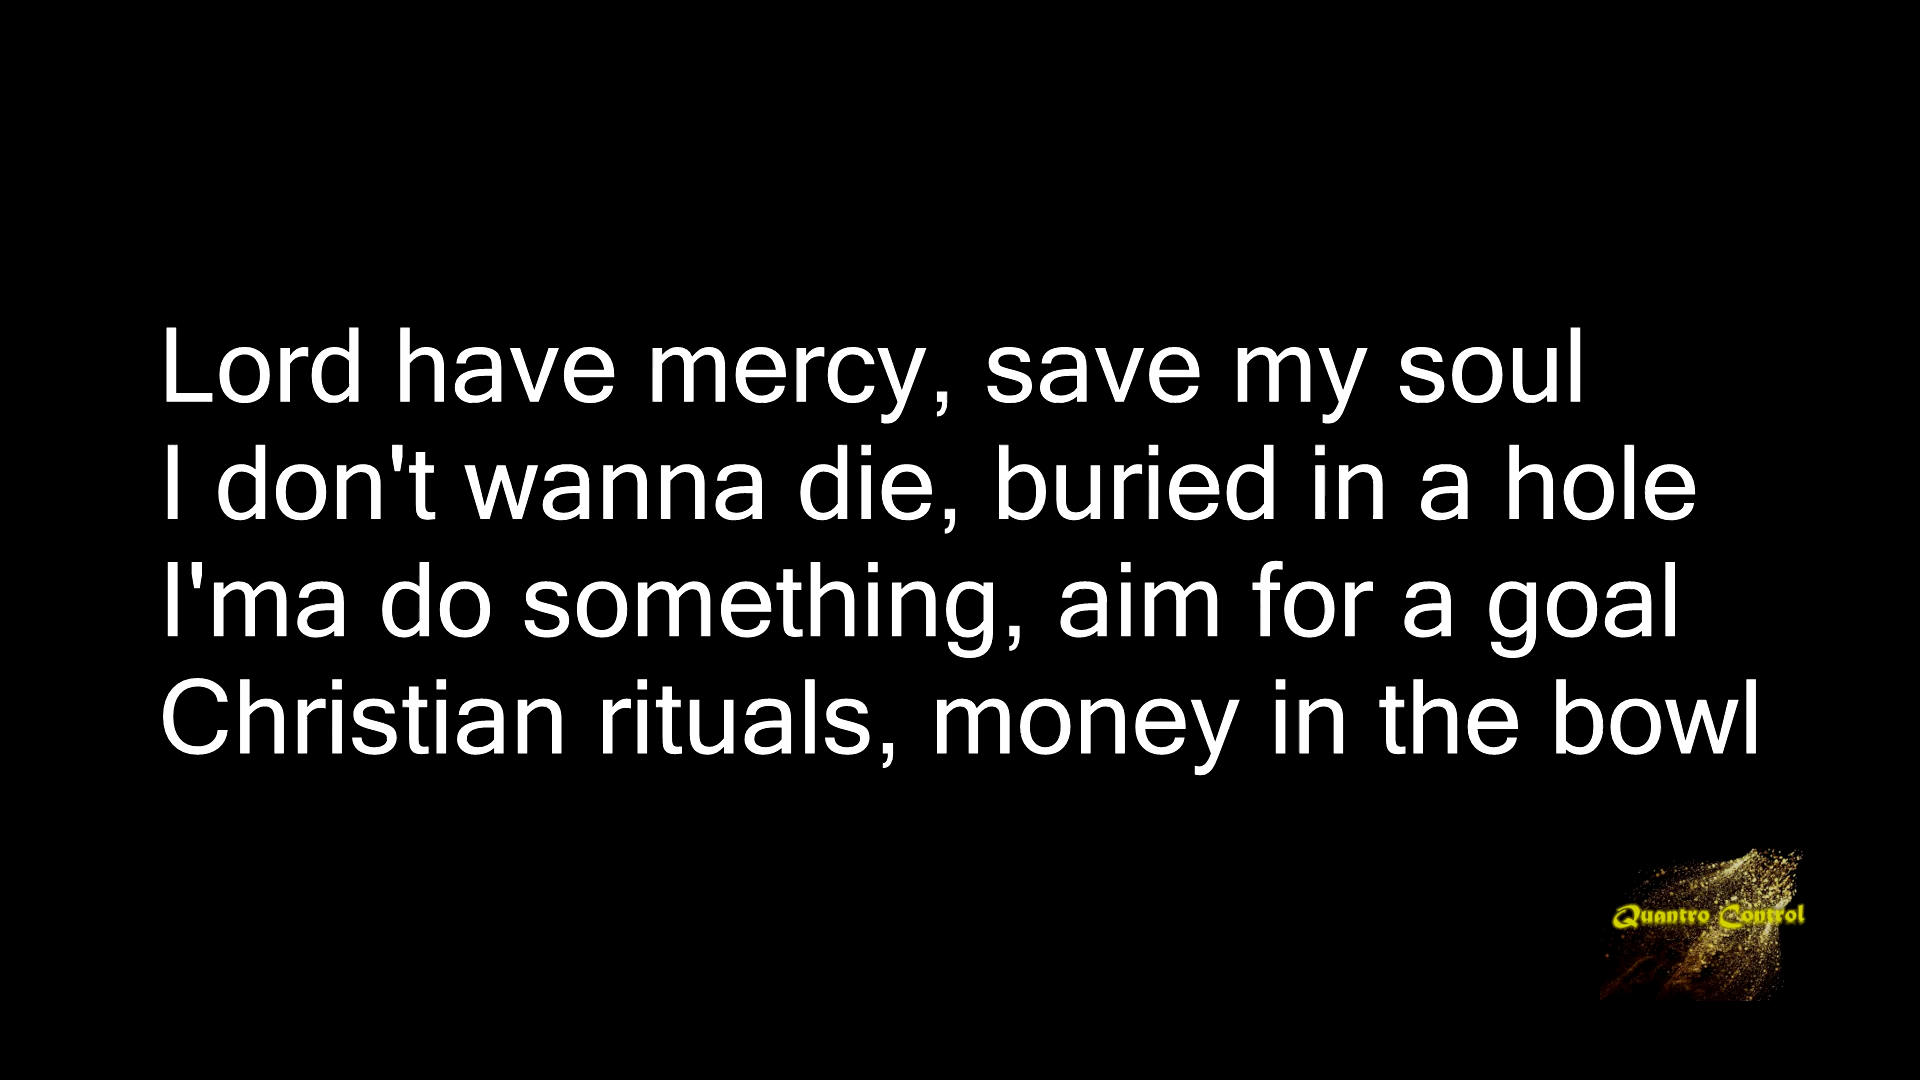 Lord have mercy, save my soul
I don't wanna die, buried in a hole
I'ma do something, aim for a goal
Christian rituals, money in the bowl
Quantro Control